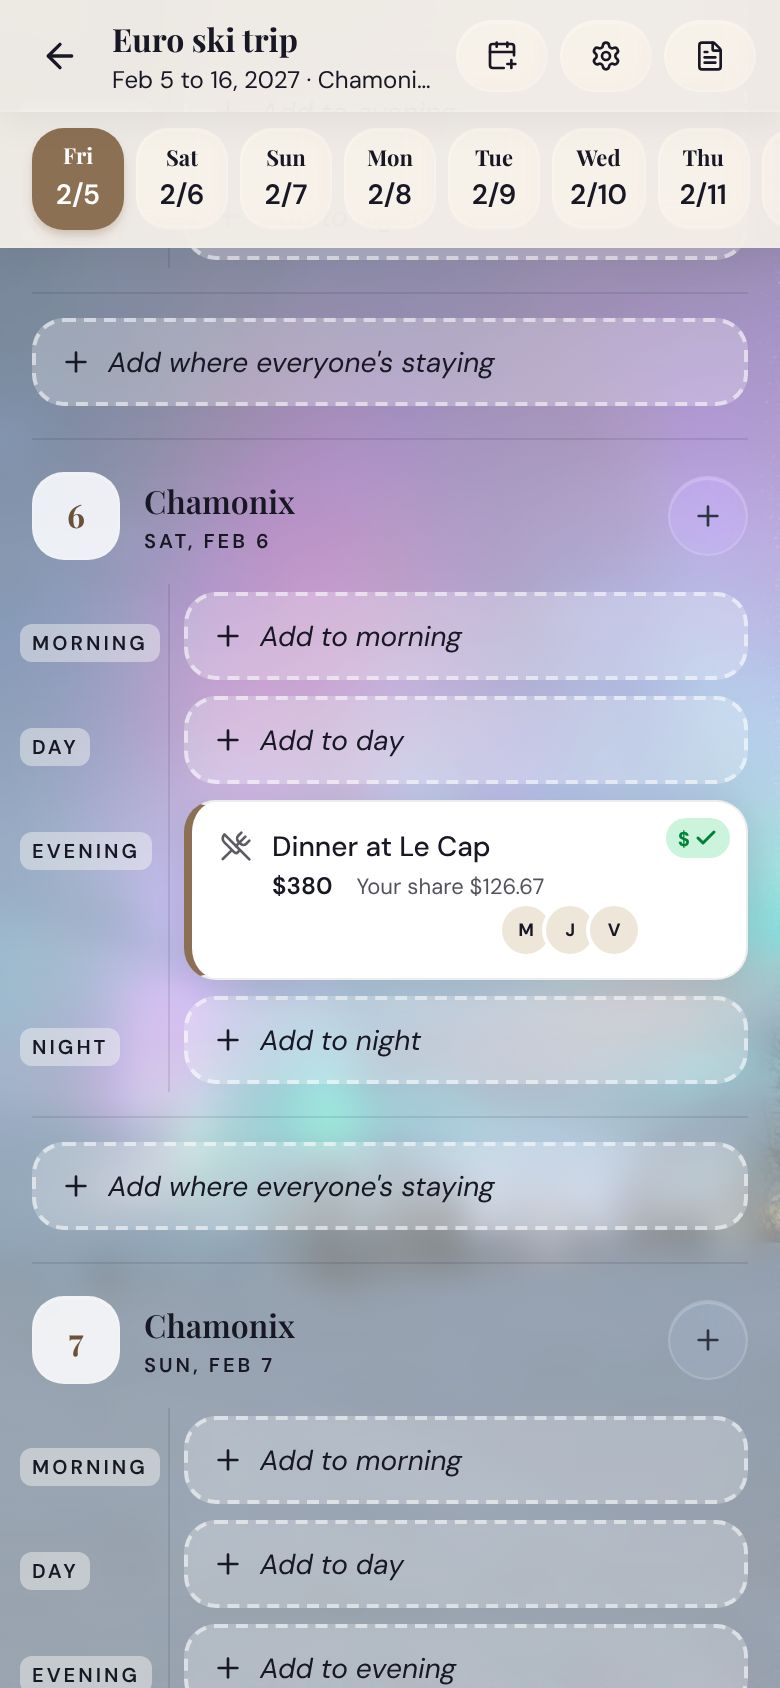 Euro ski trip
Feb 5 to 16, 2027 · Chamoni...
Fri
2/5
Sat
2/6
Sun
2/7
Mon
2/8
Tue
2/9
Wed
2/10
Thu
2/11
+ Add where everyone's staying
6
Chamonix
SAT, FEB 6
+
MORNING
+ Add to morning
DAY
+ Add to day
EVENING
Dinner at Le Cap
$ ✓
$380 Your share $126.67
M J V
NIGHT
+ Add to night
+ Add where everyone's staying
7
Chamonix
SUN, FEB 7
+
MORNING
+ Add to morning
DAY
+ Add to day
EVENING
+ Add to evening